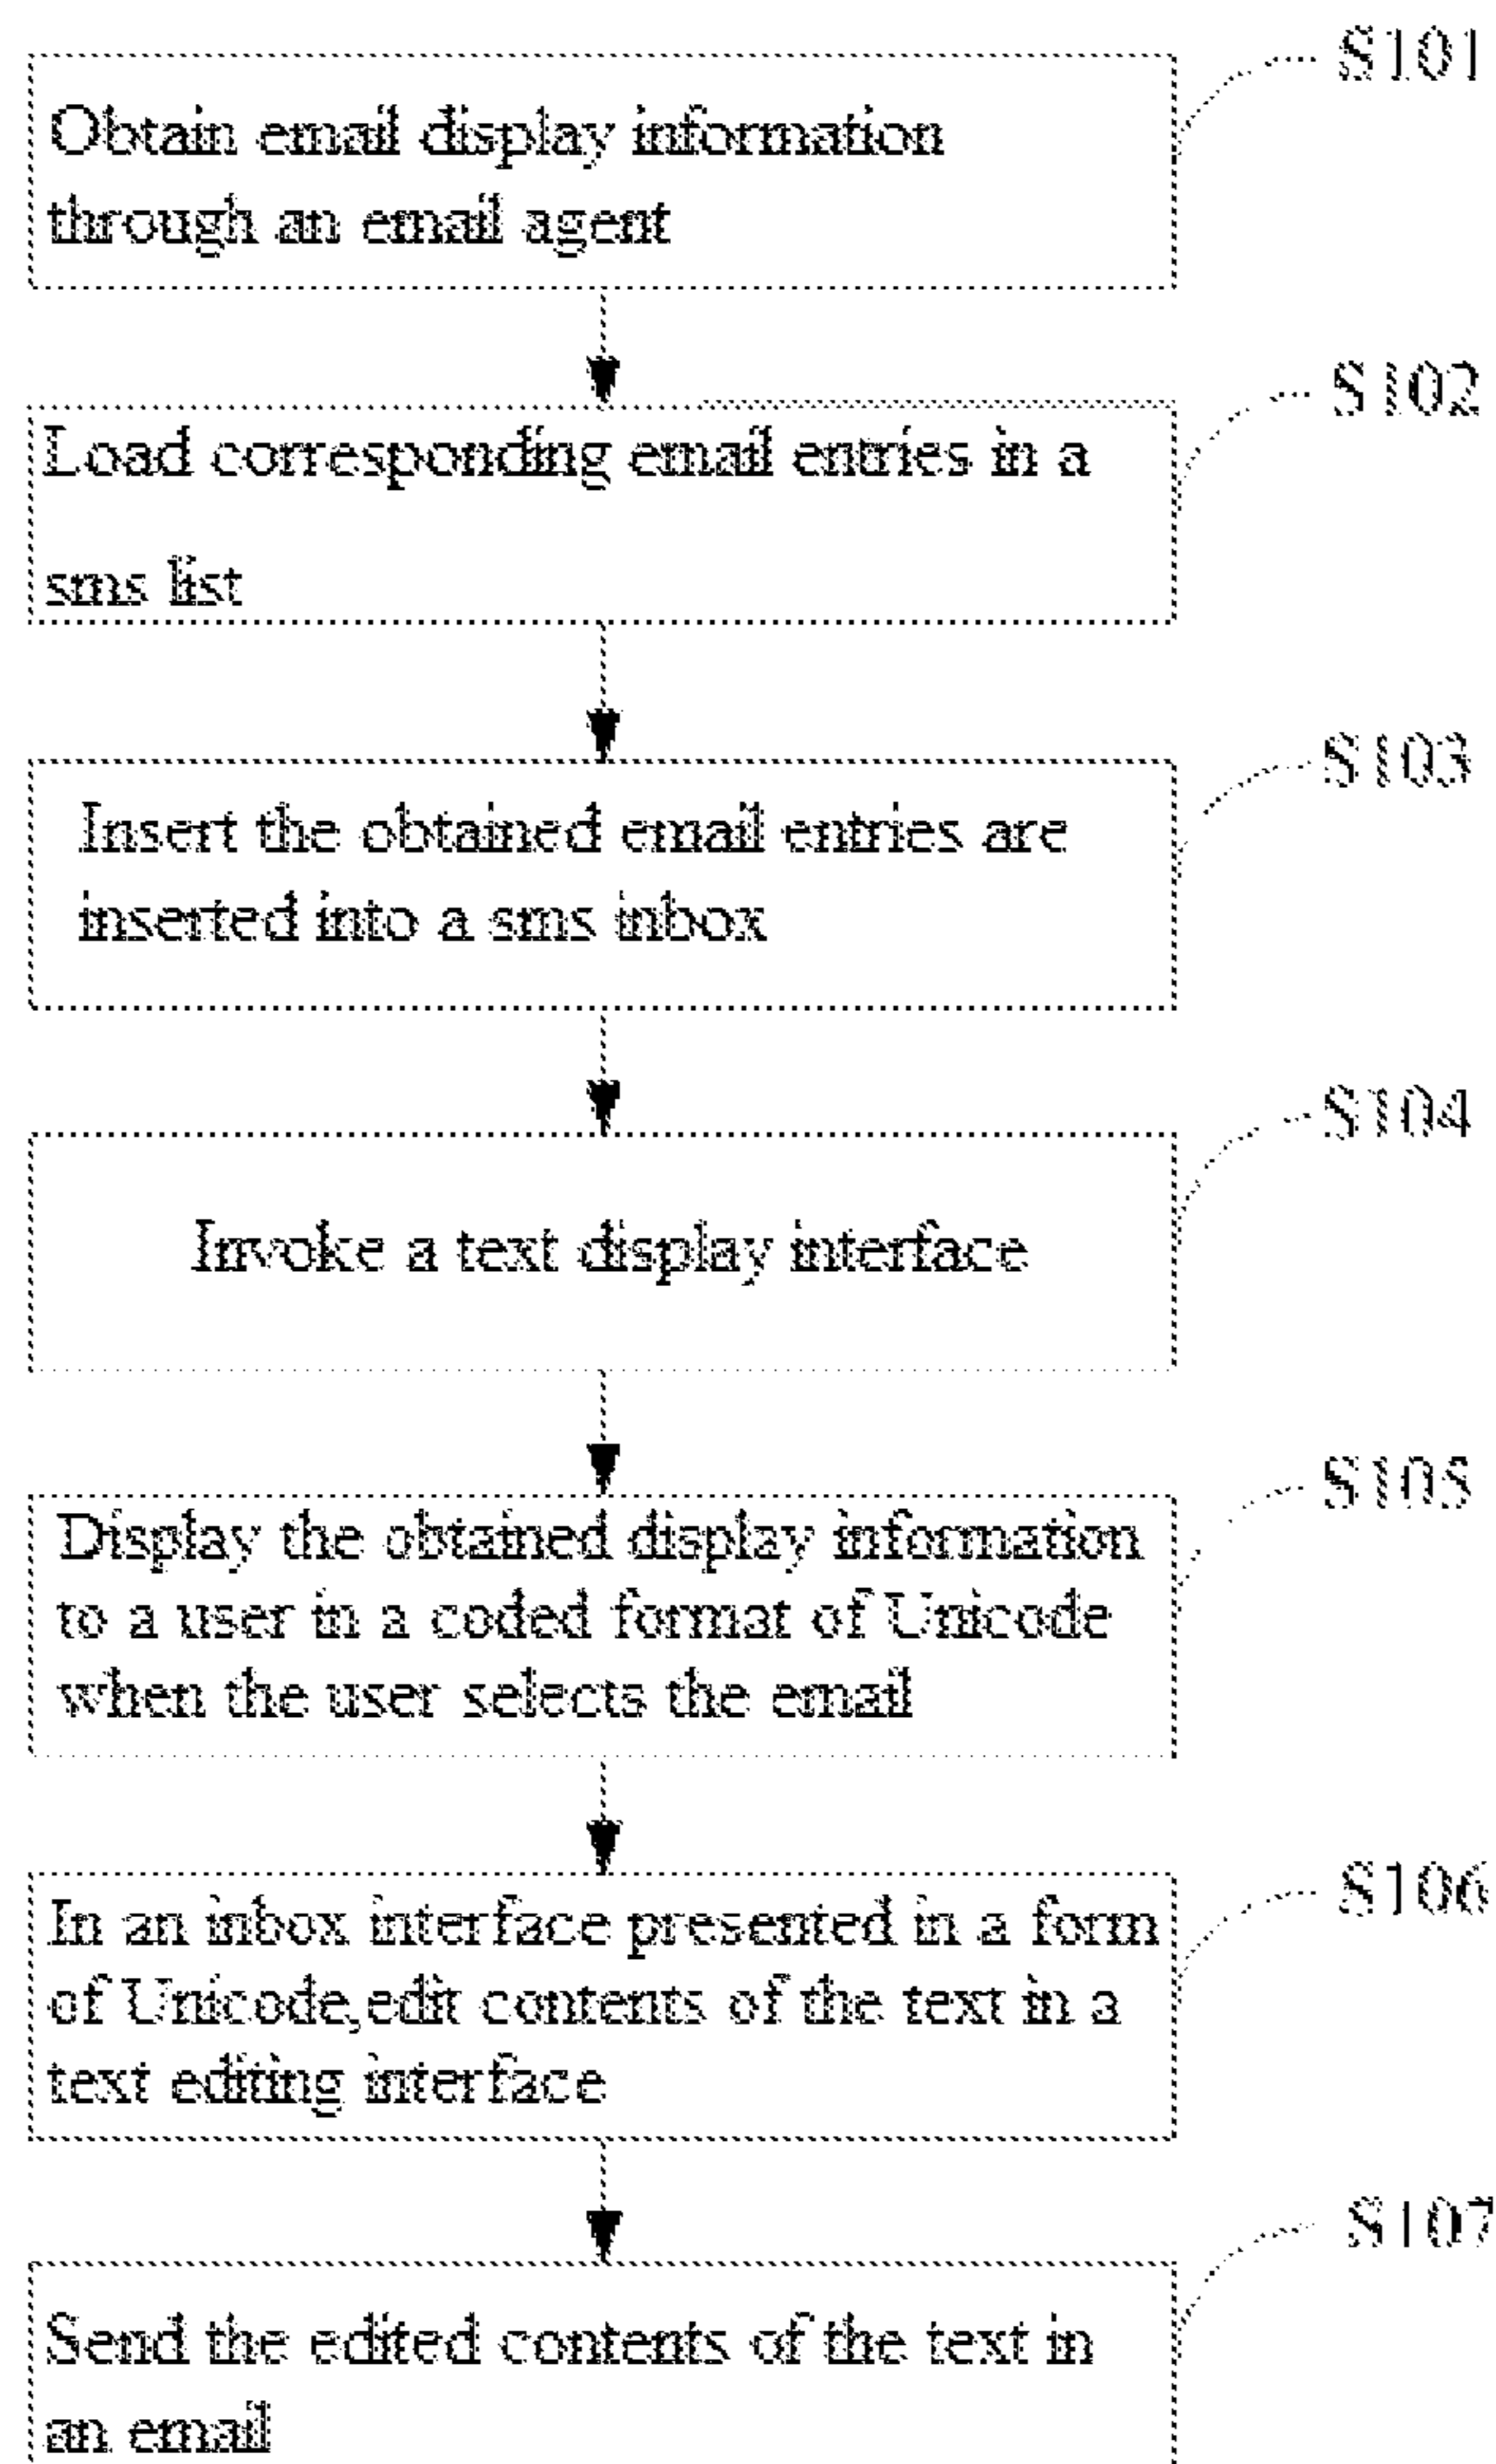 S101
Obtain email display information
through an email agent
S102
Load corresponding email entries in a
sms list
S103
Insert the obtained email entries are
inserted into a sms inbox
S104
Invoke a text display interface
S105
Display the obtained display information
to a user in a coded format of Unicode
when the user selects the email
S106
In an inbox interface presented in a form
of Unicode,edit contents of the text in a
text editing interface
S107
Send the edited contents of the text in
an email